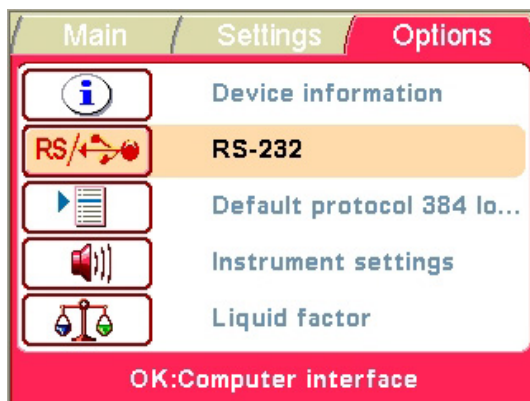 Main Settings Options
Device information
RS/ RS-232
Default protocol 384 lo...
Instrument settings
Liquid factor
OK:Computer interface